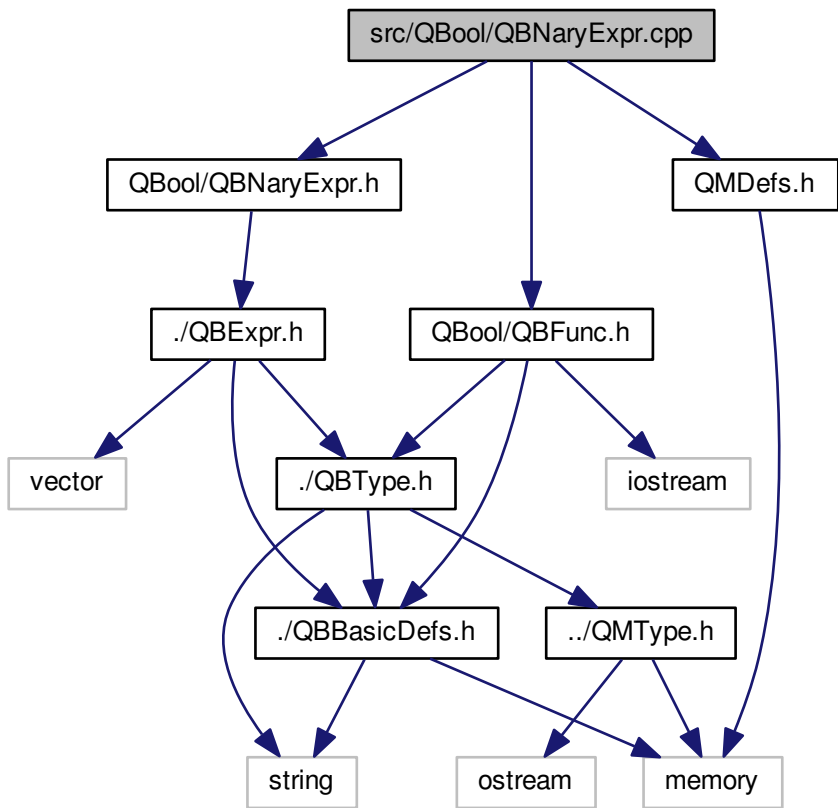 src/QBool/QBNaryExpr.cpp
QBool/QBNaryExpr.h
QMDefs.h
./QBExpr.h
QBool/QBFunc.h
vector
./QBType.h
iostream
./QBBasicDefs.h
../QMType.h
string
ostream
memory